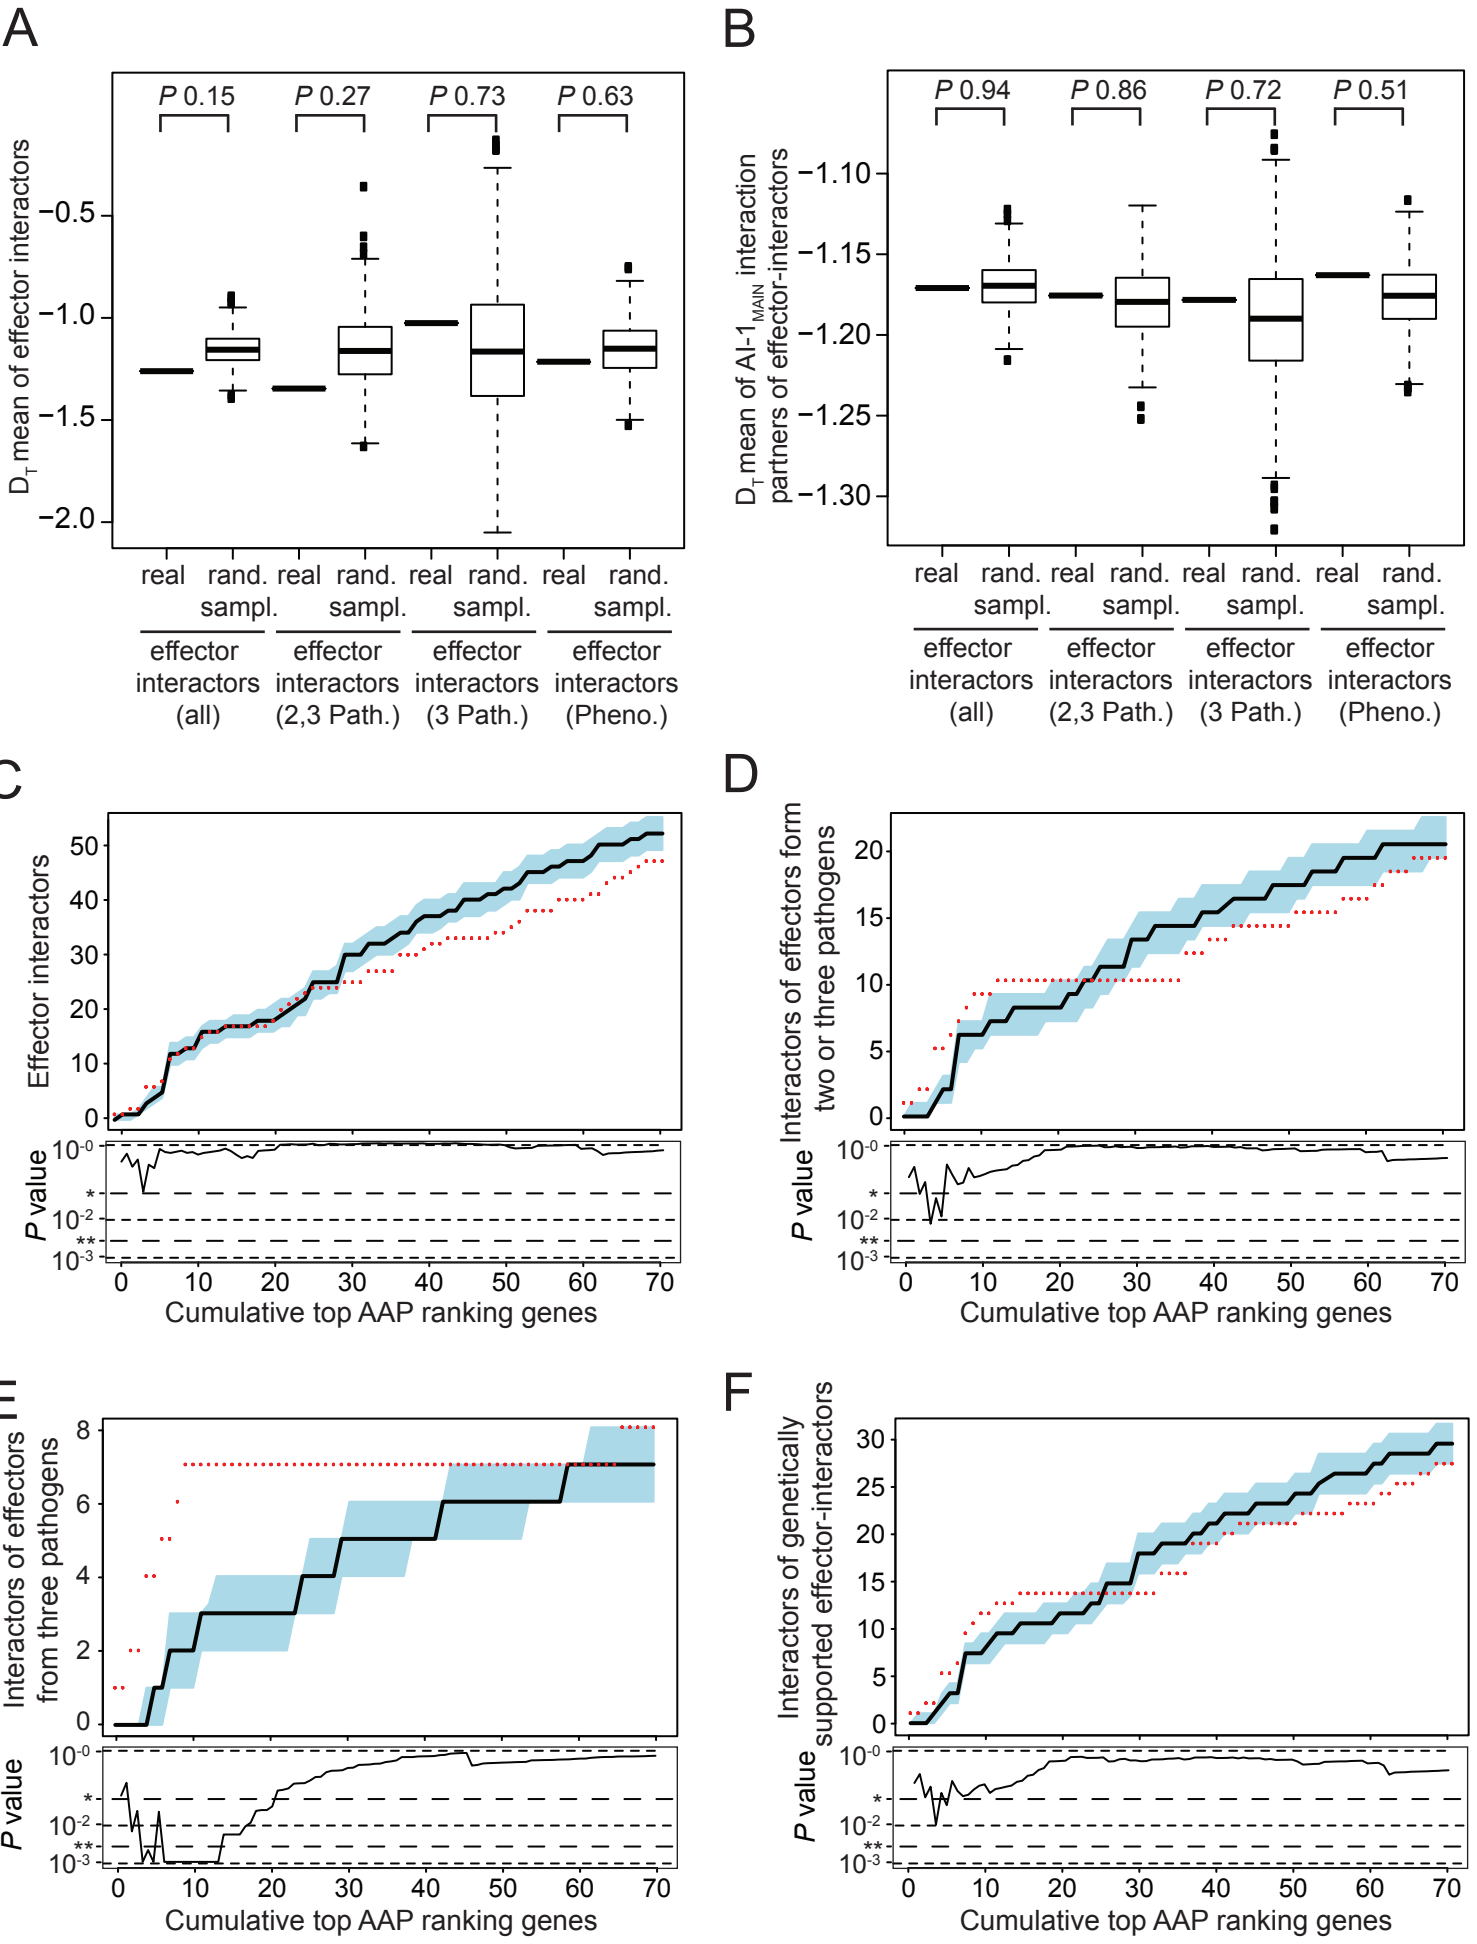 A
P 0.15
P 0.27
P 0.73
P 0.63
D_T mean of effector interactors
−0.5
−1.0
−1.5
−2.0
real rand. real rand. real rand. real rand.
sampl. sampl. sampl. sampl.
effector effector effector effector
interactors interactors interactors interactors
(all) (2,3 Path.) (3 Path.) (Pheno.)
B
P 0.94
P 0.86
P 0.72
P 0.51
D_T mean of AI-1_MAIN interaction
partners of effector-interactors
−1.10
−1.15
−1.20
−1.25
−1.30
real rand. real rand. real rand. real rand.
sampl. sampl. sampl. sampl.
effector effector effector effector
interactors interactors interactors interactors
(all) (2,3 Path.) (3 Path.) (Pheno.)
C
Effector interactors
50
40
30
20
10
0
P value
10^-0
*
10^-2
**
10^-3
0 10 20 30 40 50 60 70
Cumulative top AAP ranking genes
D
Interactors of effectors form
two or three pathogens
20
15
10
5
0
P value
10^-0
*
10^-2
**
10^-3
0 10 20 30 40 50 60 70
Cumulative top AAP ranking genes
E
Interactors of effectors
from three pathogens
8
6
4
2
0
P value
10^-0
*
10^-2
**
10^-3
0 10 20 30 40 50 60 70
Cumulative top AAP ranking genes
F
Interactors of genetically
supported effector-interactors
30
25
20
15
10
5
0
P value
10^-0
*
10^-2
**
10^-3
0 10 20 30 40 50 60 70
Cumulative top AAP ranking genes